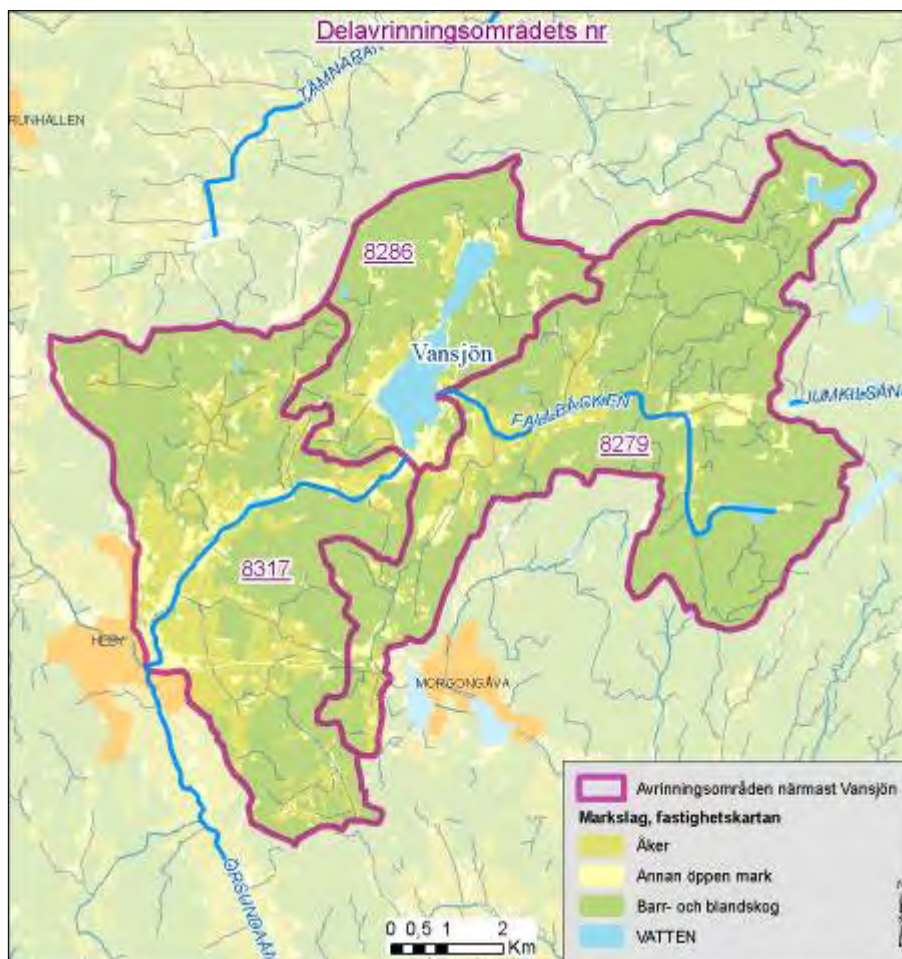 Delavrinningsområdets nr
TÄMNARÅN
RUNHÄLLEN
8286
Vansjön
FALLBÄCKEN
JUMKILSÅN
8279
8317
HEBY
MORGONGÅVA
ÖRSUNDAÅN
Avrinningsområden närmast Vansjön
Markslag, fastighetskartan
Åker
Annan öppen mark
Barr- och blandskog
VATTEN
0 0,5 1 2
Km